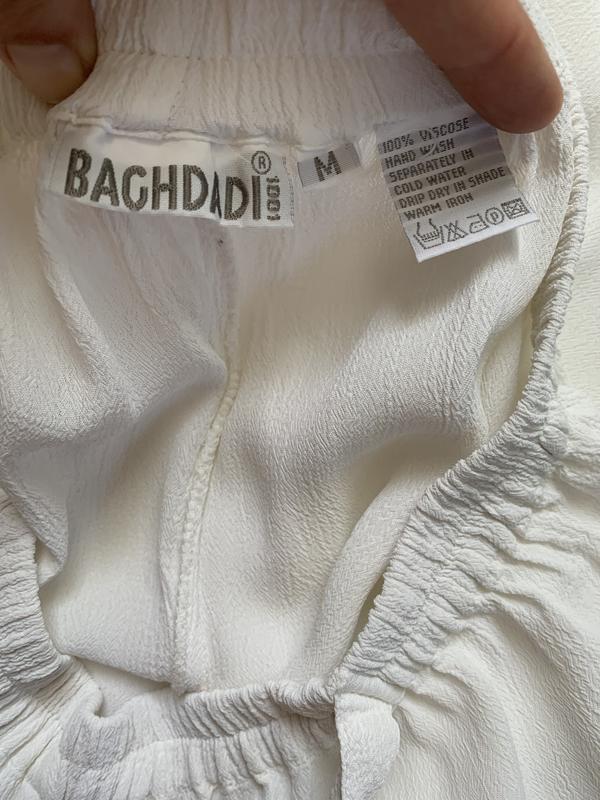 BAGHDADI®
1001
M
100% VISCOSE
HAND WASH
SEPARATELY IN
COLD WATER
DRIP DRY IN SHADE
WARM IRON